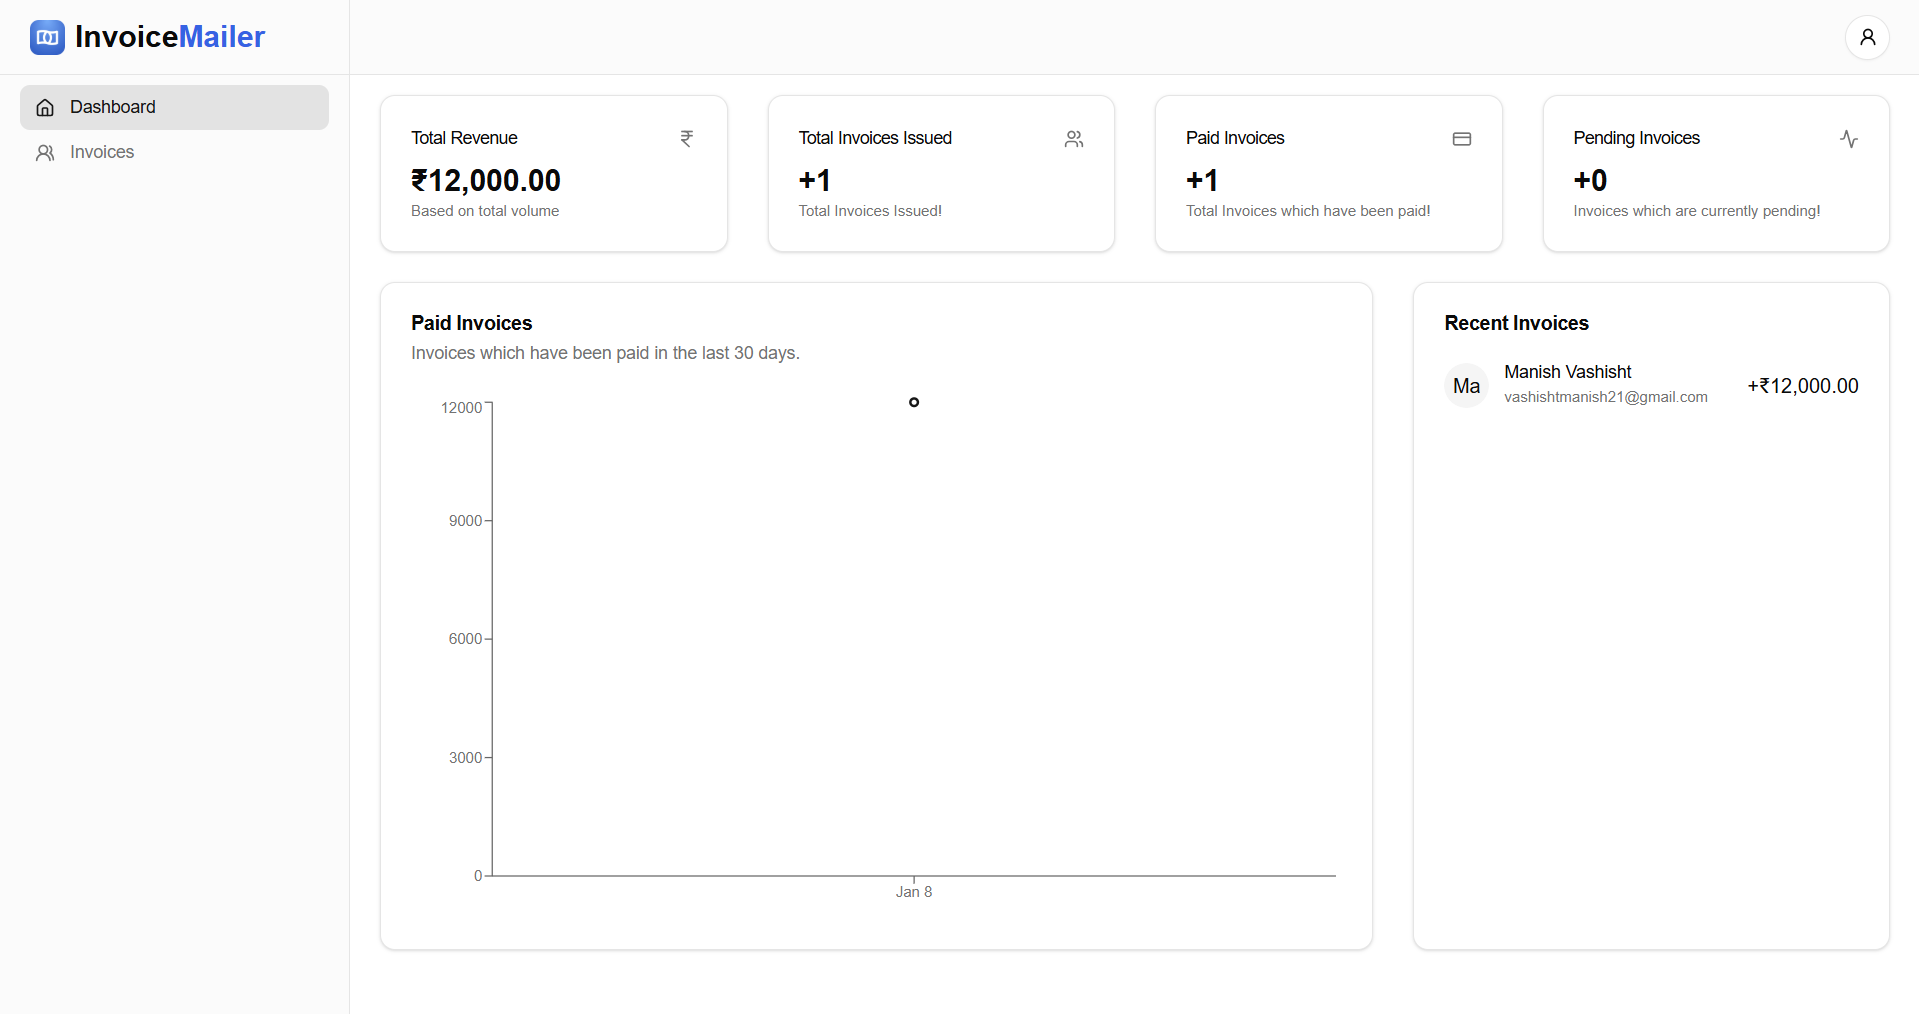 InvoiceMailer
Dashboard
Invoices
Total Revenue
₹12,000.00
Based on total volume
Total Invoices Issued
+1
Total Invoices Issued!
Paid Invoices
+1
Total Invoices which have been paid!
Pending Invoices
+0
Invoices which are currently pending!
Paid Invoices
Invoices which have been paid in the last 30 days.
12000
9000
6000
3000
0
Jan 8
Recent Invoices
Ma
Manish Vashisht
vashishtmanish21@gmail.com
+₹12,000.00